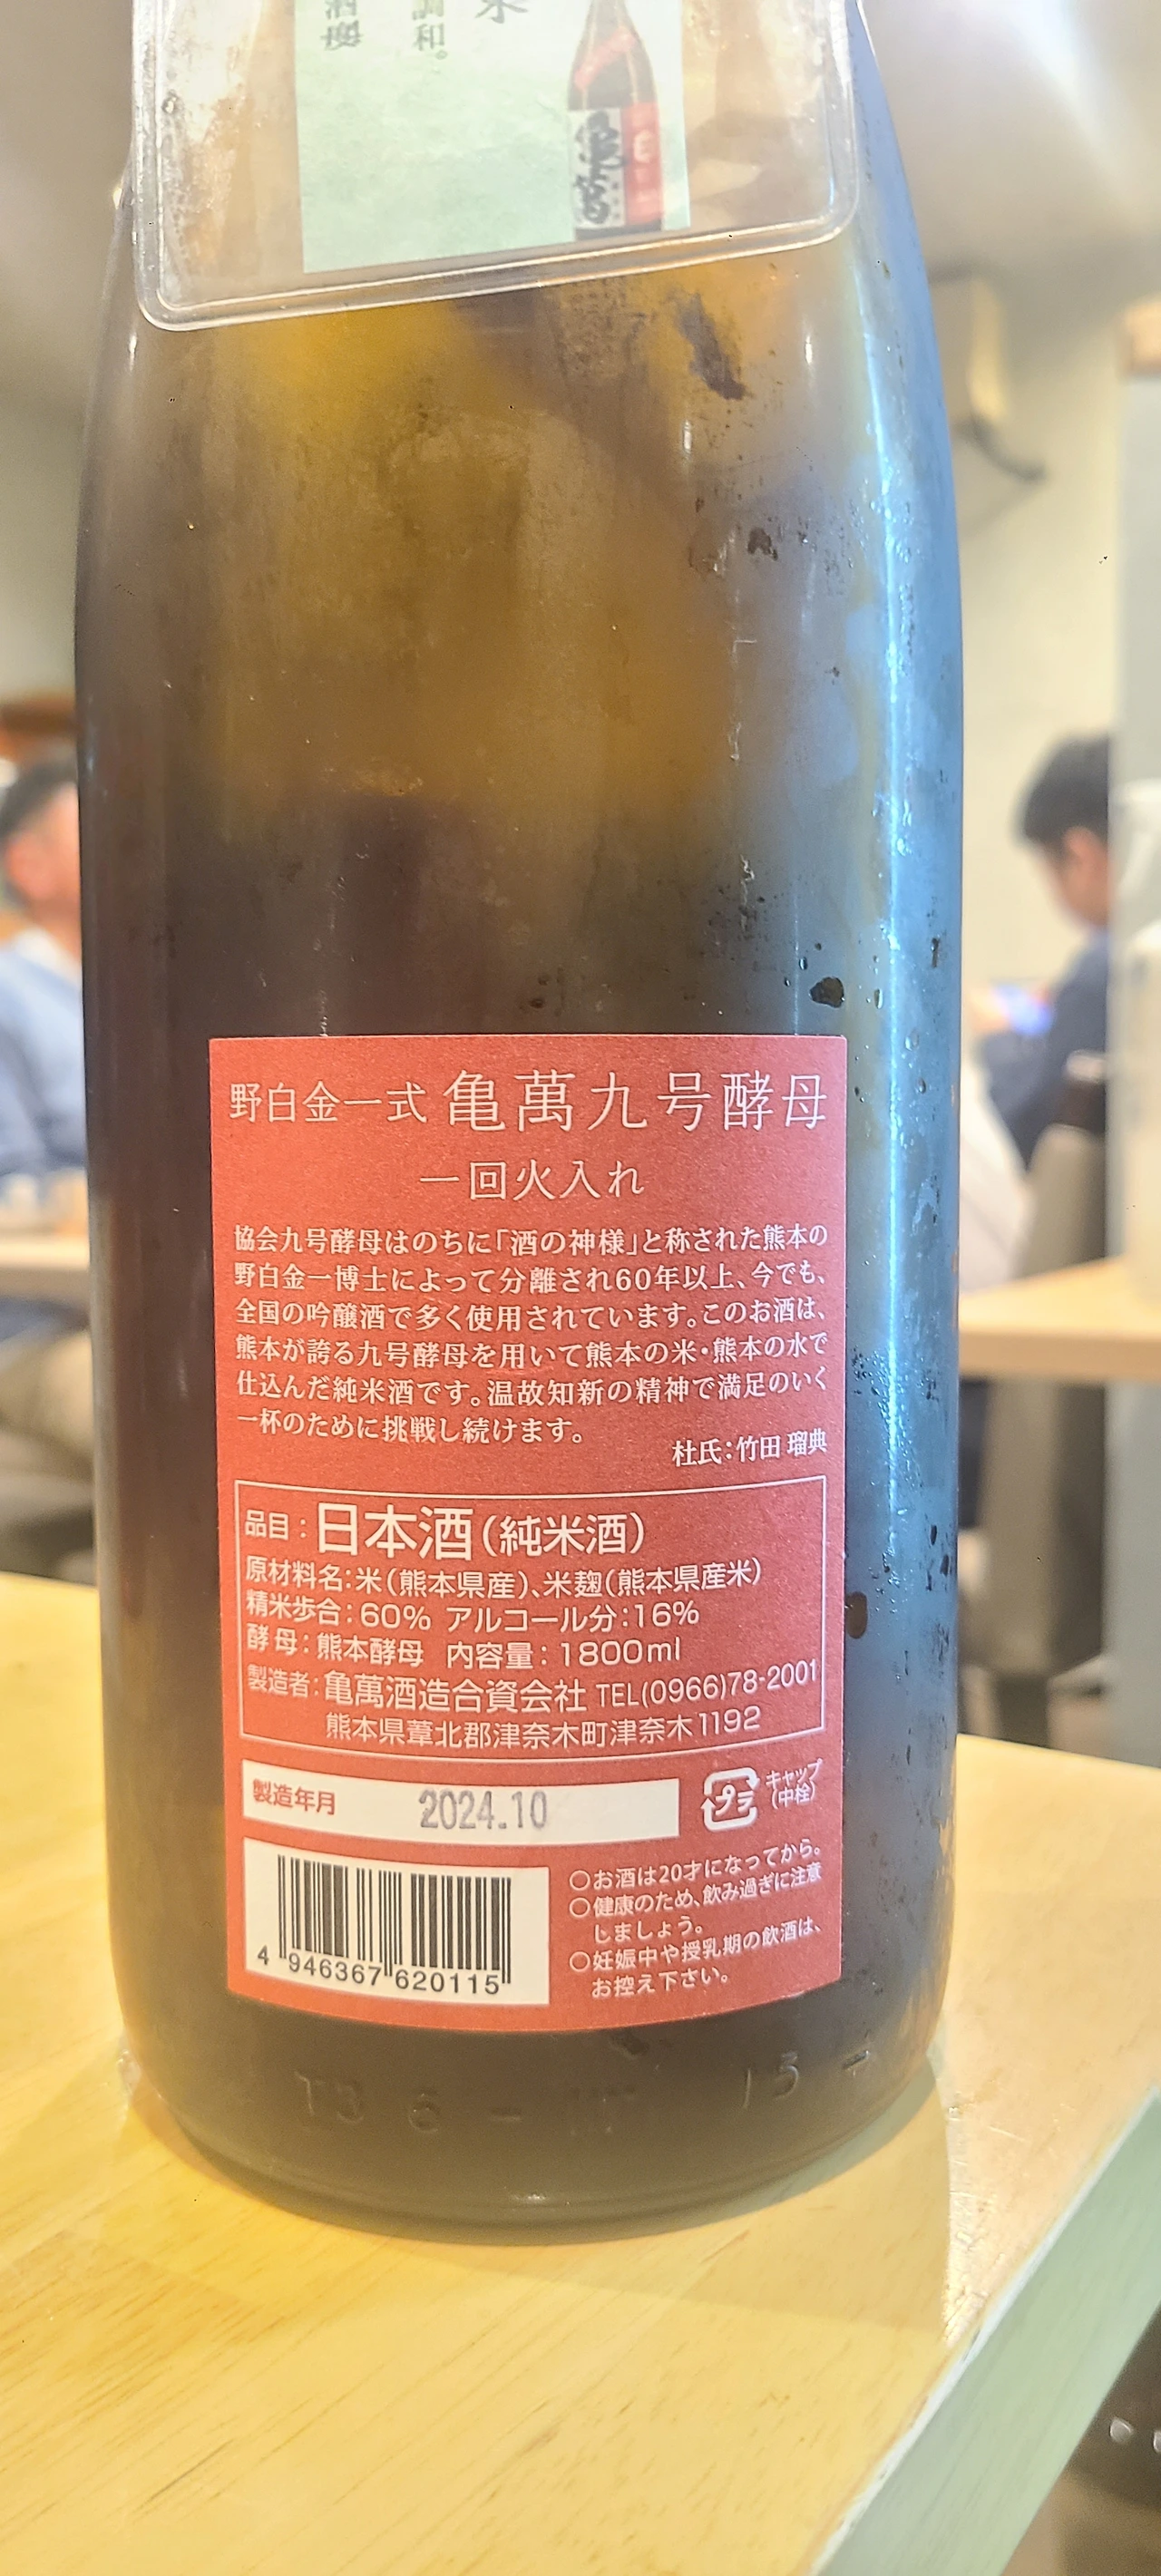 調和。
亀萬
野白金一式 亀萬九号酵母
一回火入れ
協会九号酵母はのちに「酒の神様」と称された熊本の
野白金一博士によって分離され60年以上、今でも、
全国の吟醸酒で多く使用されています。このお酒は、
熊本が誇る九号酵母を用いて熊本の米・熊本の水で
仕込んだ純米酒です。温故知新の精神で満足のいく
一杯のために挑戦し続けます。
杜氏：竹田 瑠典
品目：日本酒（純米酒）
原材料名：米（熊本県産）、米麹（熊本県産米）
精米歩合：60% アルコール分：16%
酵母：熊本酵母 内容量：1800ml
製造者：亀萬酒造合資会社 TEL(0966)78-2001
熊本県葦北郡津奈木町津奈木1192
製造年月 2024.10
プラ キャップ
（中栓）
4 946367 620115
○お酒は20才になってから。
○健康のため、飲み過ぎに注意
しましょう。
○妊娠中や授乳期の飲酒は、
お控え下さい。